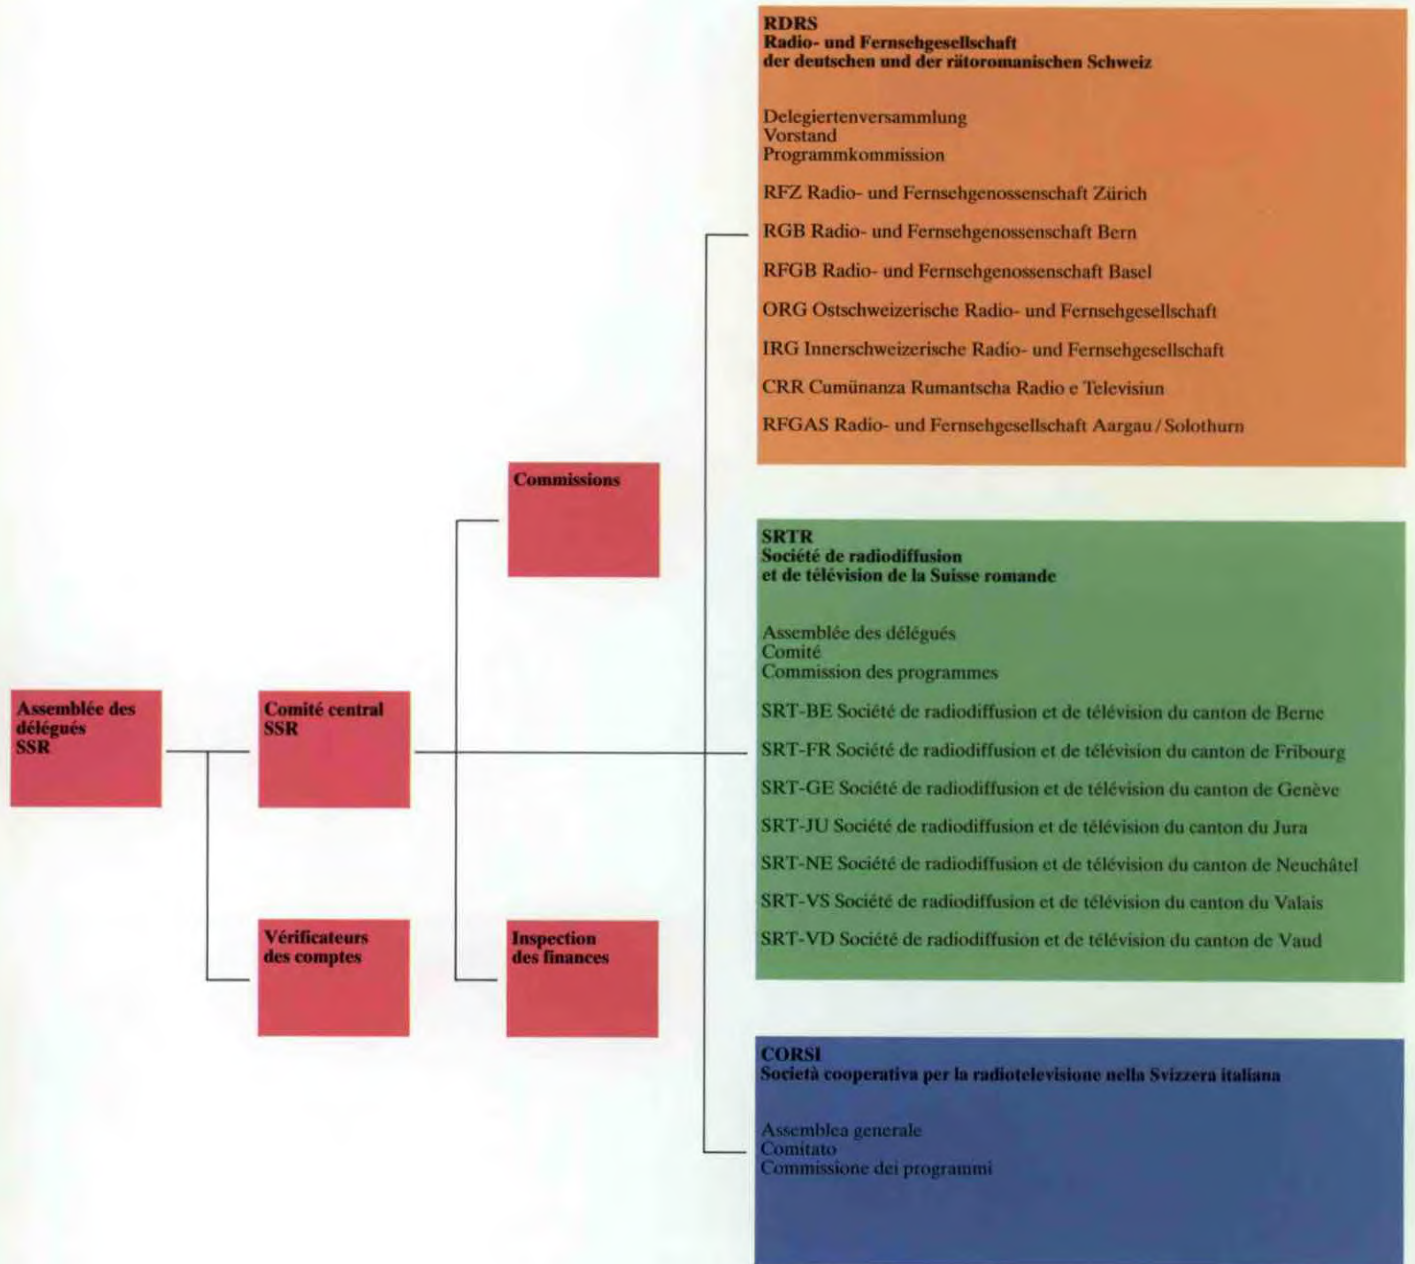 Assemblée des
délégués
SSR
Comité central
SSR
Vérificateurs
des comptes
Commissions
Inspection
des finances
RDRS
Radio- und Fernsehgesellschaft
der deutschen und der rätoromanischen Schweiz
Delegiertenversammlung
Vorstand
Programmkommission
RFZ Radio- und Fernsehgenossenschaft Zürich
RGB Radio- und Fernsehgenossenschaft Bern
RFGB Radio- und Fernsehgenossenschaft Basel
ORG Ostschweizerische Radio- und Fernsehgesellschaft
IRG Innerschweizerische Radio- und Fernsehgesellschaft
CRR Cumünanza Rumantscha Radio e Televisiun
RFGAS Radio- und Fernsehgesellschaft Aargau / Solothurn
SRTR
Société de radiodiffusion
et de télévision de la Suisse romande
Assemblée des délégués
Comité
Commission des programmes
SRT-BE Société de radiodiffusion et de télévision du canton de Berne
SRT-FR Société de radiodiffusion et de télévision du canton de Fribourg
SRT-GE Société de radiodiffusion et de télévision du canton de Genève
SRT-JU Société de radiodiffusion et de télévision du canton du Jura
SRT-NE Société de radiodiffusion et de télévision du canton de Neuchâtel
SRT-VS Société de radiodiffusion et de télévision du canton du Valais
SRT-VD Société de radiodiffusion et de télévision du canton de Vaud
CORSI
Società cooperativa per la radiotelevisione nella Svizzera italiana
Assemblea generale
Comitato
Commissione dei programmi